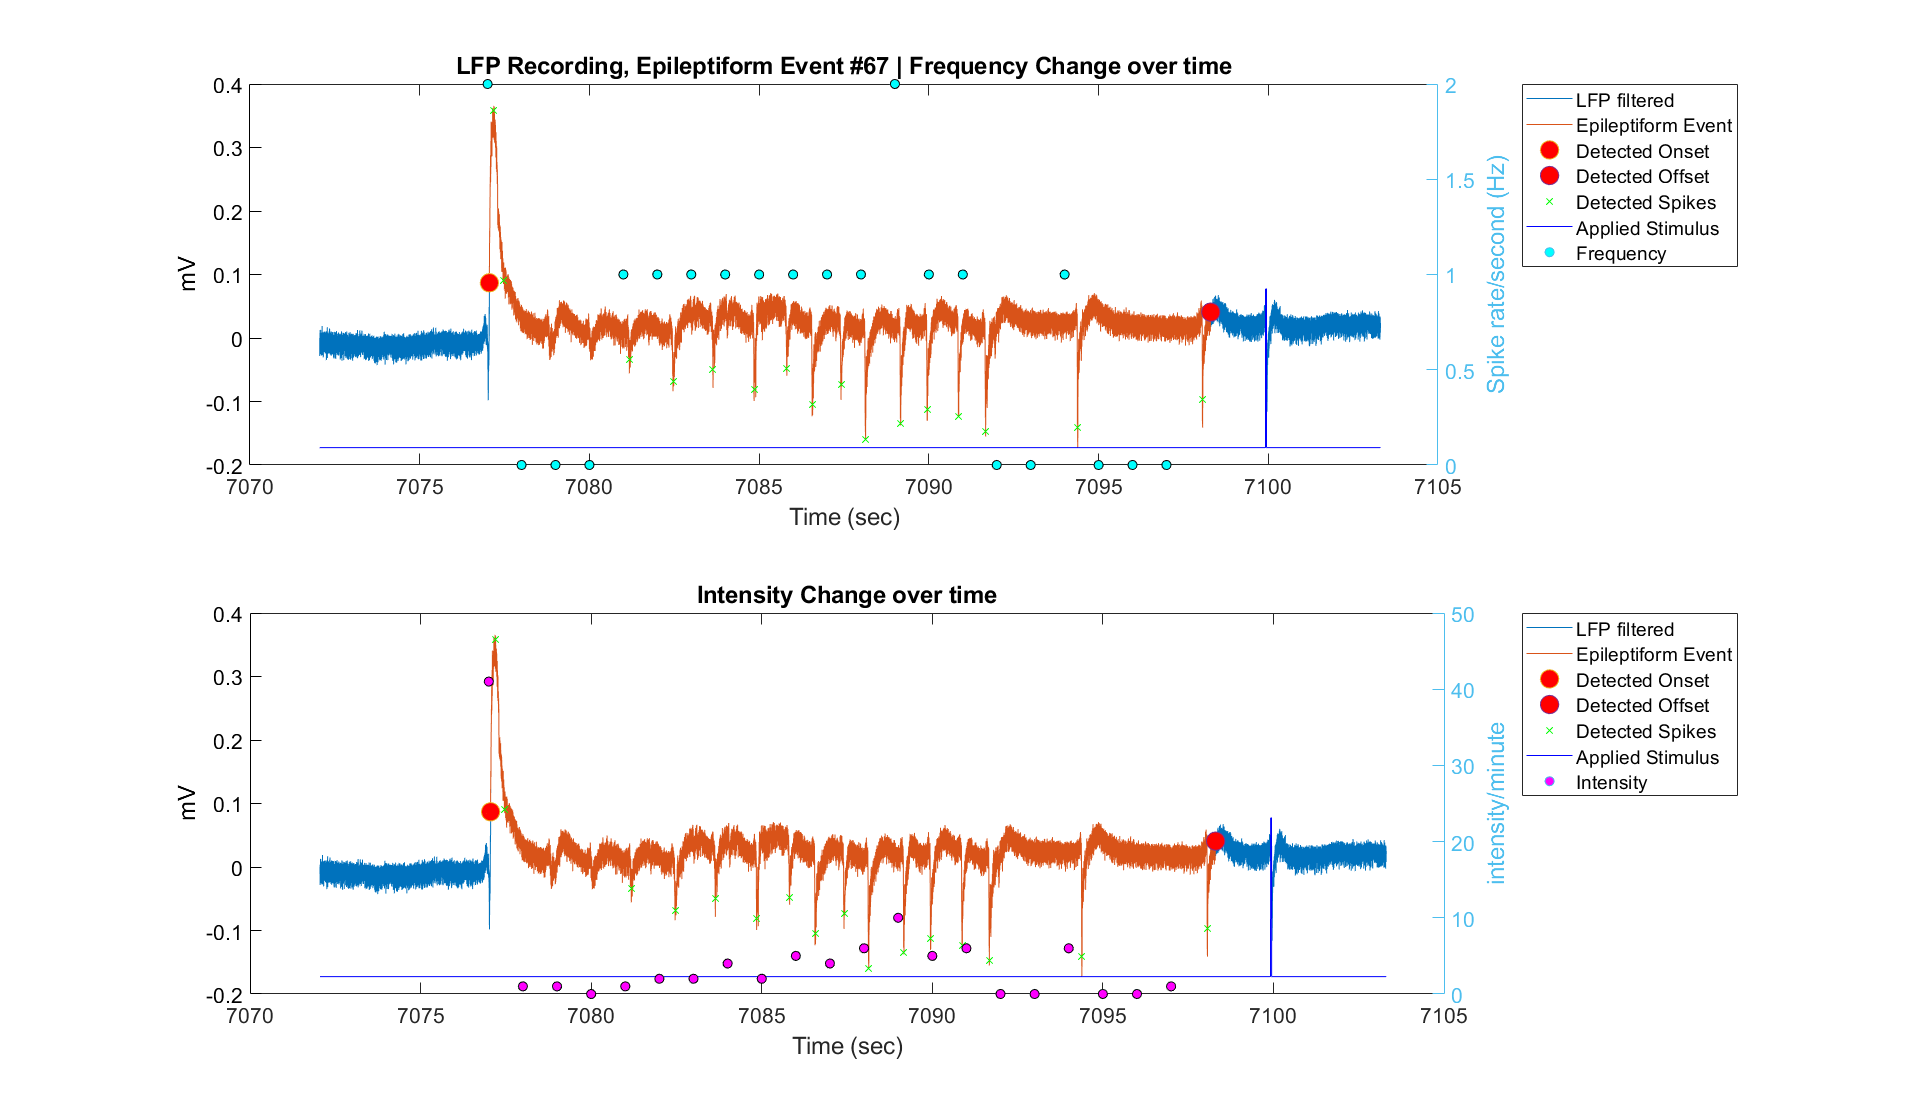 LFP Recording, Epileptiform Event #67 | Frequency Change over time
0.4
0.3
0.2
0.1
0
-0.1
-0.2
mV
2
1.5
1
0.5
0
Spike rate/second (Hz)
7070 7075 7080 7085 7090 7095 7100 7105
Time (sec)
LFP filtered
Epileptiform Event
Detected Onset
Detected Offset
Detected Spikes
Applied Stimulus
Frequency
Intensity Change over time
0.4
0.3
0.2
0.1
0
-0.1
-0.2
mV
50
40
30
20
10
0
intensity/minute
7070 7075 7080 7085 7090 7095 7100 7105
Time (sec)
LFP filtered
Epileptiform Event
Detected Onset
Detected Offset
Detected Spikes
Applied Stimulus
Intensity